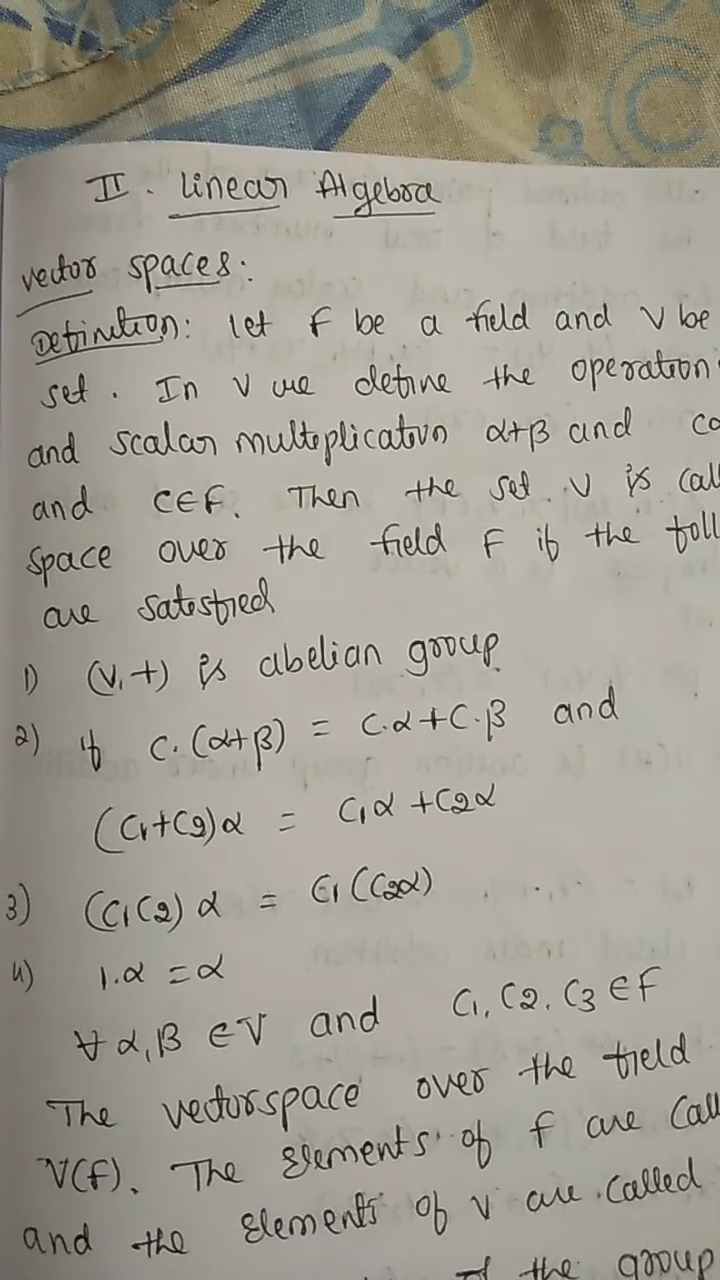 II. Linear Algebra
vector spaces:
Definition: let F be a field and V be
set. In V we define the operation
and scalar multiplication α+β and
and C∈F. Then the set V is
space over the field F if the
are satisfied
1) (V,+) is abelian group.
2) if C.(α+β) = C.α+C.β and
(C1+C2)α = C1α+C2α
3) (C1C2)α = C1(C2α)
4) 1.α = α
∀ α,β ∈V and C1, C2, C3 ∈F
The vectorspace over the field
V(F). The Elements of F are
and the Elements of V are called
the group